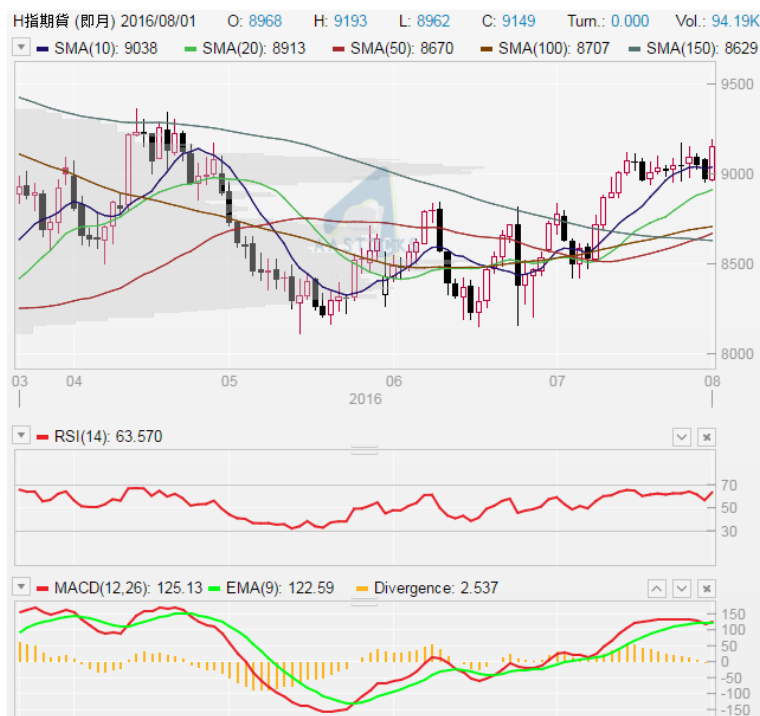 H指期貨 (即月) 2016/08/01 O: 8968 H: 9193 L: 8962 C: 9149 Turn.: 0.000 Vol.: 94.19K
SMA(10): 9038 SMA(20): 8913 SMA(50): 8670 SMA(100): 8707 SMA(150): 8629
9500
9000
AASTOCKS
8500
8000
03 04 05 06 07 08
2016
RSI(14): 63.570
70
50
30
MACD(12,26): 125.13 EMA(9): 122.59 Divergence: 2.537
150
100
50
0
-50
-100
-150